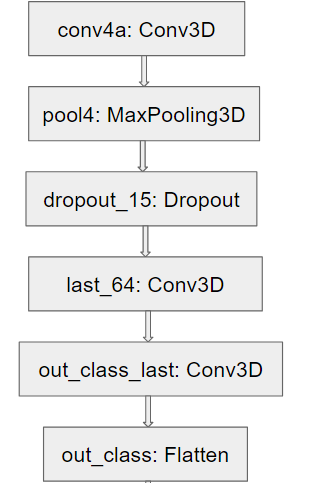 conv4a: Conv3D
pool4: MaxPooling3D
dropout_15: Dropout
last_64: Conv3D
out_class_last: Conv3D
out_class: Flatten